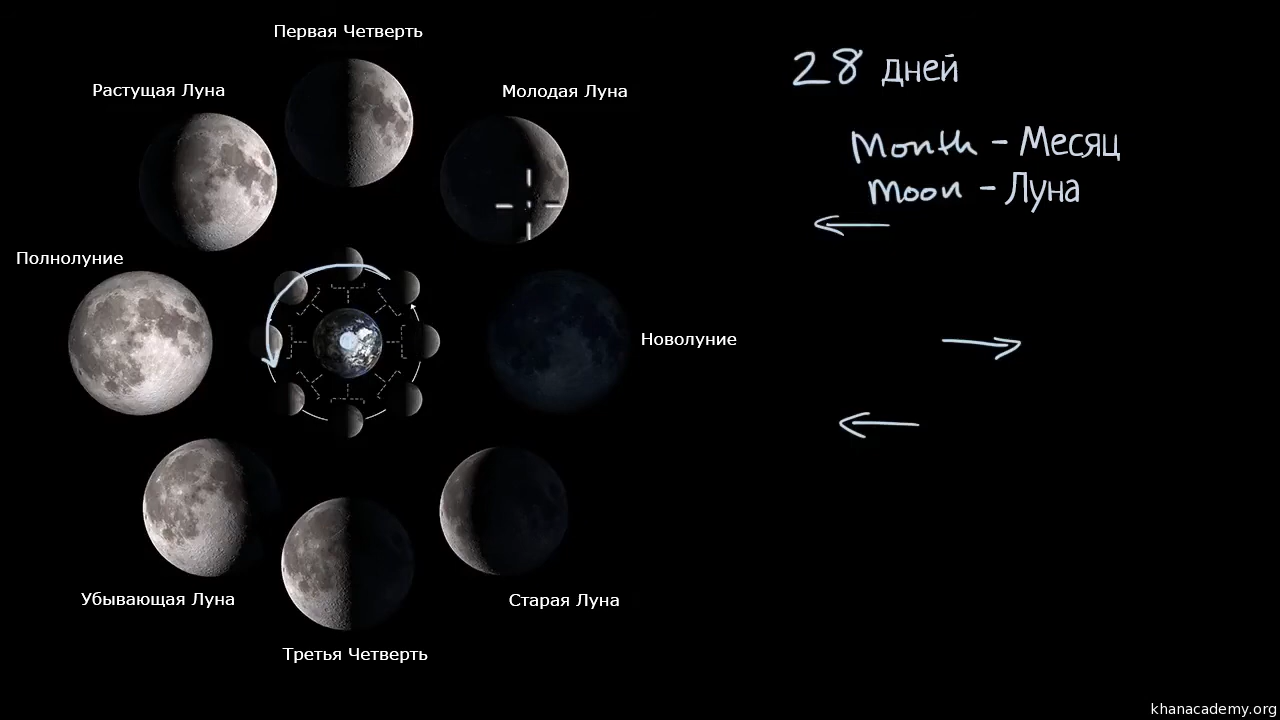 Первая Четверть
Растущая Луна
Молодая Луна
Полнолуние
Новолуние
Убывающая Луна
Старая Луна
Третья Четверть
28 дней
Month - Месяц
Moon - Луна
khanacademy.org